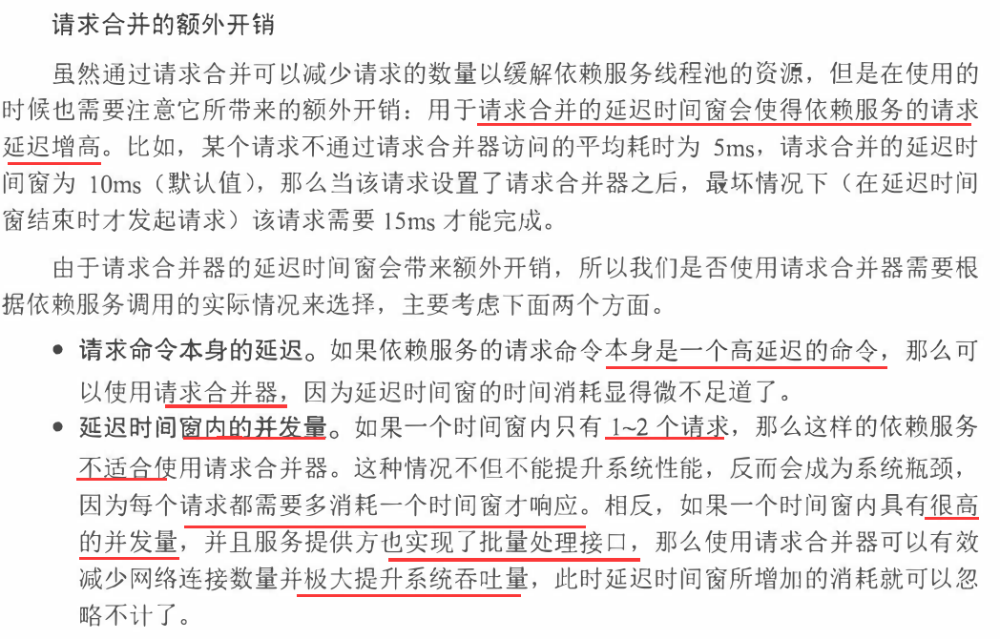 请求合并的额外开销
虽然通过请求合并可以减少请求的数量以缓解依赖服务线程池的资源，但是在使用的
时候也需要注意它所带来的额外开销：用于请求合并的延迟时间窗会使得依赖服务的请求
延迟增高。比如，某个请求不通过请求合并器访问的平均耗时为 5ms，请求合并的延迟时
间窗为 10ms（默认值），那么当该请求设置了请求合并器之后，最坏情况下（在延迟时间
窗结束时才发起请求）该请求需要 15ms 才能完成。
由于请求合并器的延迟时间窗会带来额外开销，所以我们是否使用请求合并器需要根
据依赖服务调用的实际情况来选择，主要考虑下面两个方面。
● 请求命令本身的延迟。如果依赖服务的请求命令本身是一个高延迟的命令，那么可
以使用请求合并器，因为延迟时间窗的时间消耗显得微不足道了。
● 延迟时间窗内的并发量。如果一个时间窗内只有 1~2 个请求，那么这样的依赖服务
不适合使用请求合并器。这种情况不但不能提升系统性能，反而会成为系统瓶颈，
因为每个请求都需要多消耗一个时间窗才响应。相反，如果一个时间窗内具有很高
的并发量，并且服务提供方也实现了批量处理接口，那么使用请求合并器可以有效
减少网络连接数量并极大提升系统吞吐量，此时延迟时间窗所增加的消耗就可以忽
略不计了。